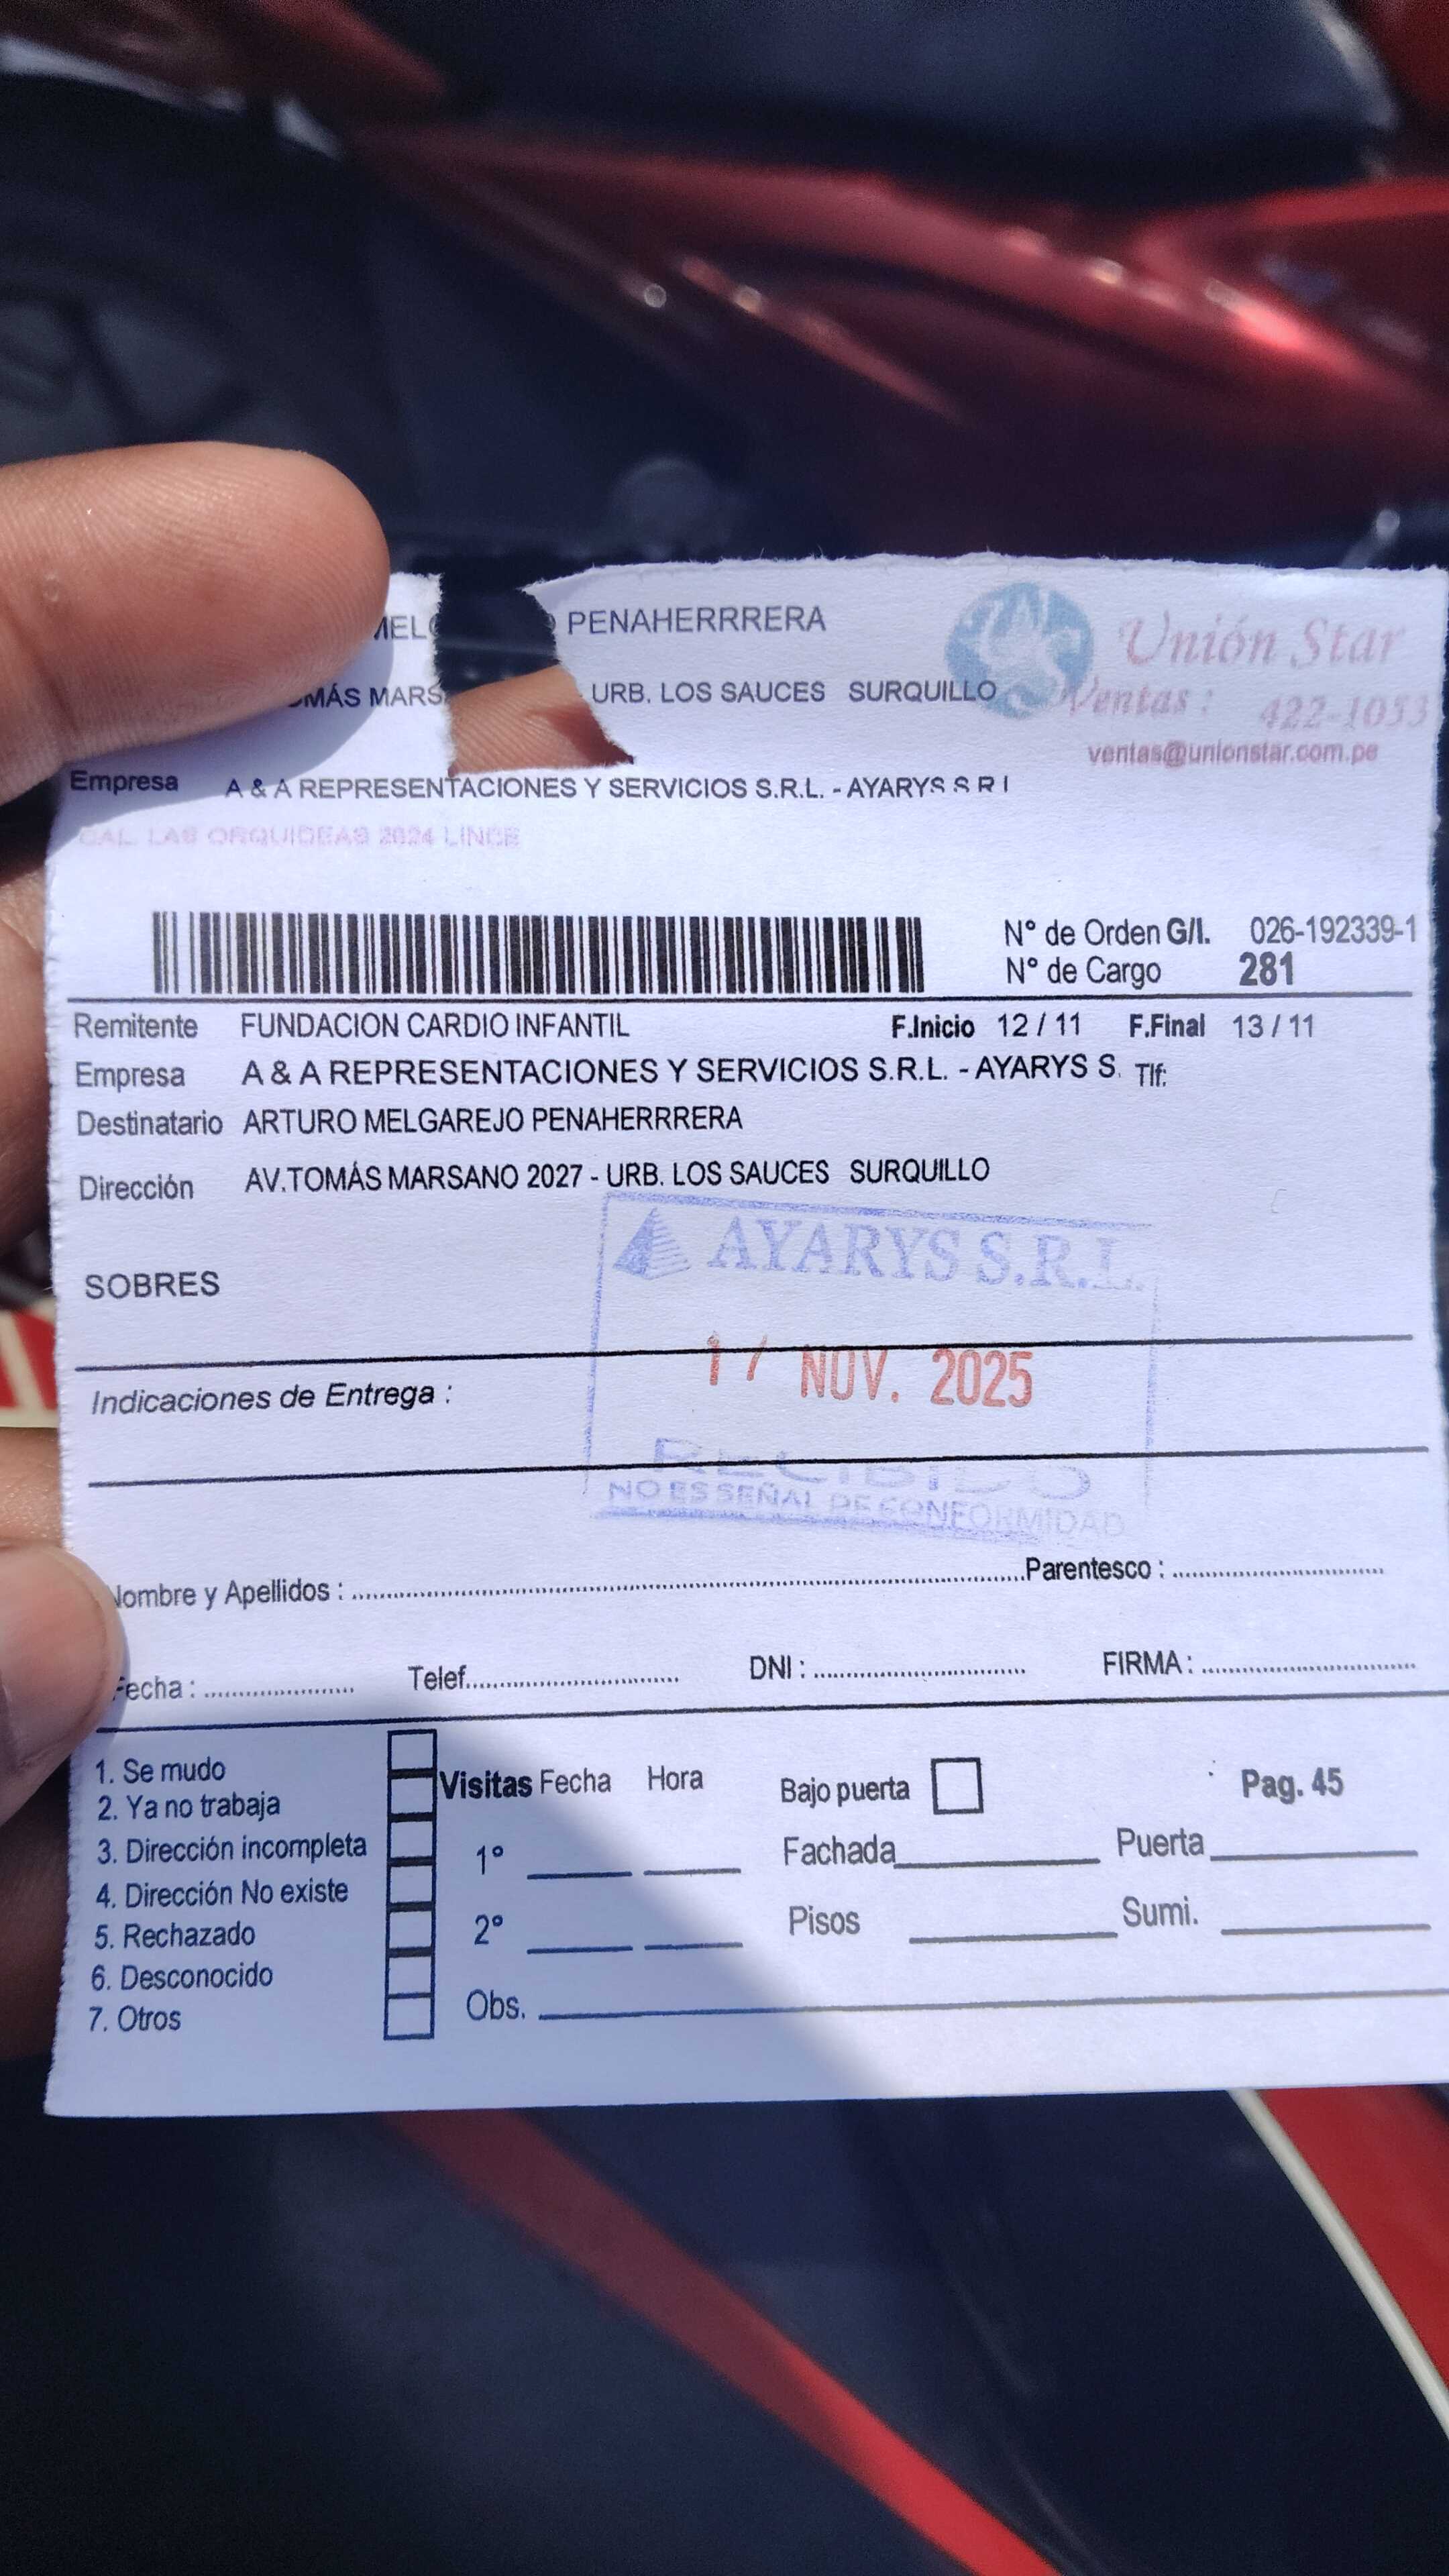 PENAHERRRERA
Unión Star
MÁS MARS URB. LOS SAUCES SURQUILLO
Ventas : 422-1053
ventas@unionstar.com.pe
Empresa A & A REPRESENTACIONES Y SERVICIOS S.R.L. - AYARYS S R L
CAL. LAS ORQUIDEAS 2624 LINCE
N° de Orden G/I. 026-192339-1
N° de Cargo 281
Remitente FUNDACION CARDIO INFANTIL F.Inicio 12 / 11 F.Final 13 / 11
Empresa A & A REPRESENTACIONES Y SERVICIOS S.R.L. - AYARYS S. Tlf:
Destinatario ARTURO MELGAREJO PENAHERRRERA
Dirección AV.TOMÁS MARSANO 2027 - URB. LOS SAUCES SURQUILLO
AYARYS S.R.L.
SOBRES
NOV. 2025
Indicaciones de Entrega :
RECIBIDO
NO ES SEÑAL DE CONFORMIDAD
Nombre y Apellidos : Parentesco :
Fecha : Telef. DNI : FIRMA :
1. Se mudo
2. Ya no trabaja
3. Dirección incompleta
4. Dirección No existe
5. Rechazado
6. Desconocido
7. Otros
Visitas Fecha Hora
1°
2°
Obs.
Bajo puerta Pag. 45
Fachada Puerta
Pisos Sumi.